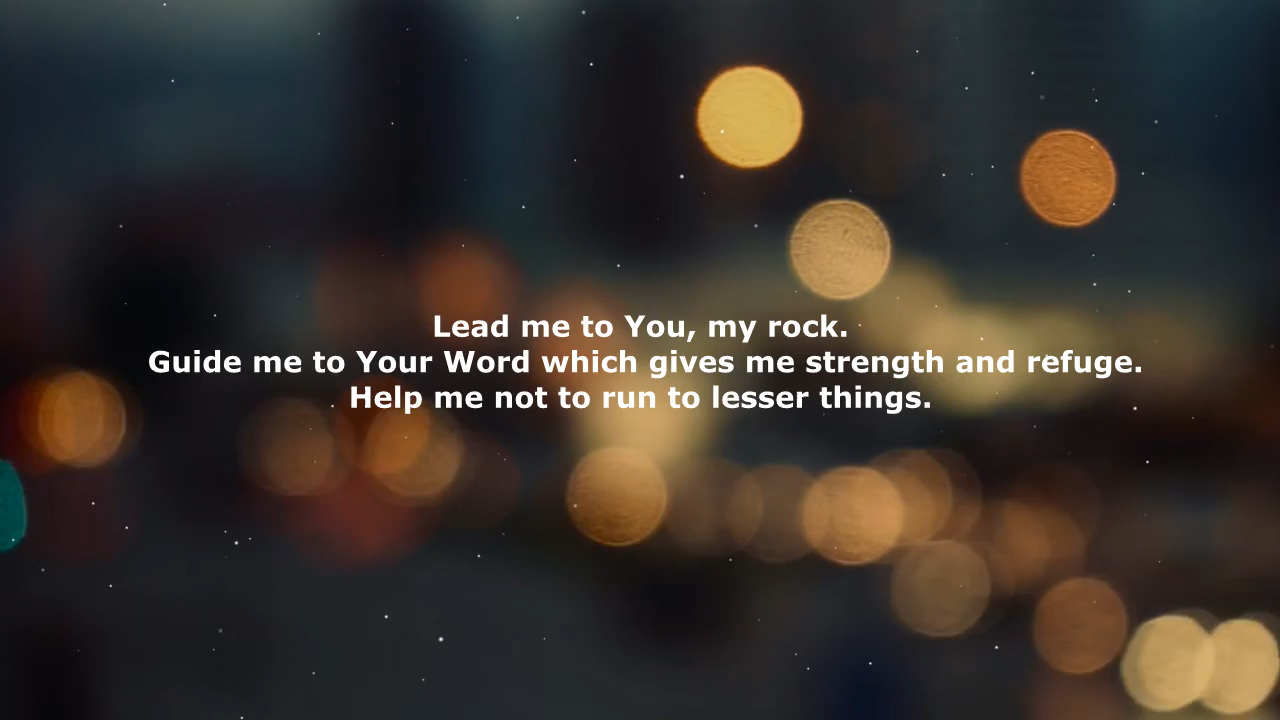 Lead me to You, my rock.
Guide me to Your Word which gives me strength and refuge.
Help me not to run to lesser things.